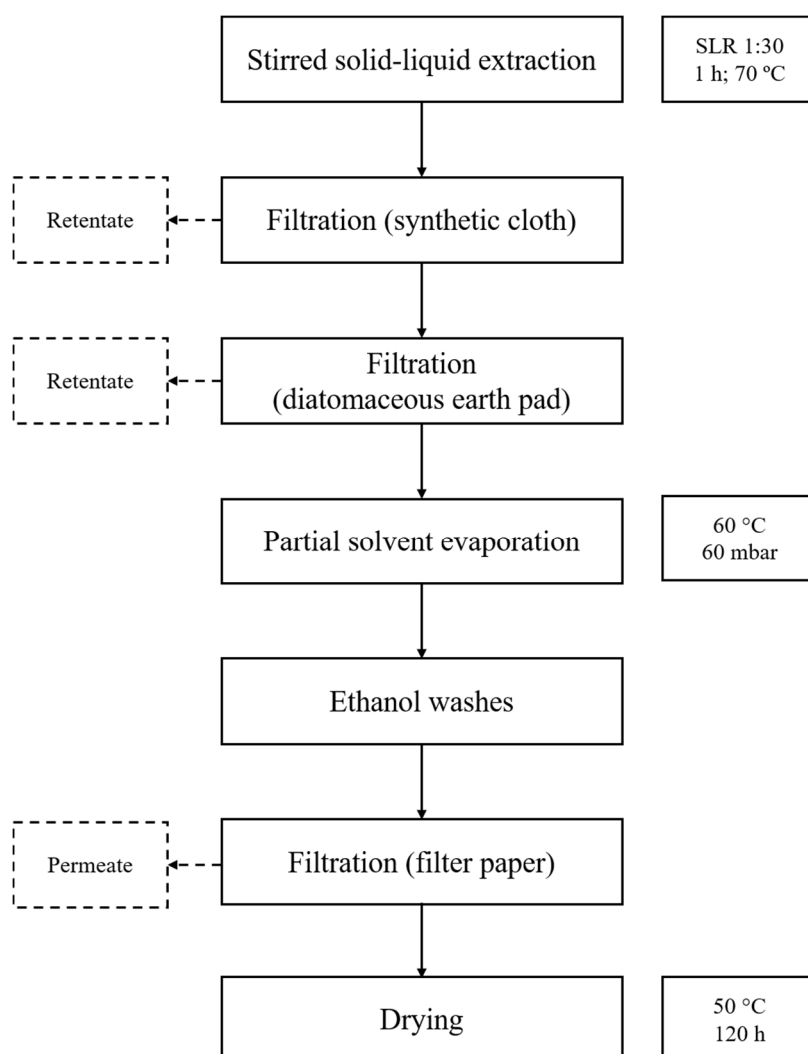 Stirred solid-liquid extraction
SLR 1:30
1 h; 70 ºC
Retentate
Filtration (synthetic cloth)
Retentate
Filtration
(diatomaceous earth pad)
Partial solvent evaporation
60 °C
60 mbar
Ethanol washes
Permeate
Filtration (filter paper)
Drying
50 °C
120 h